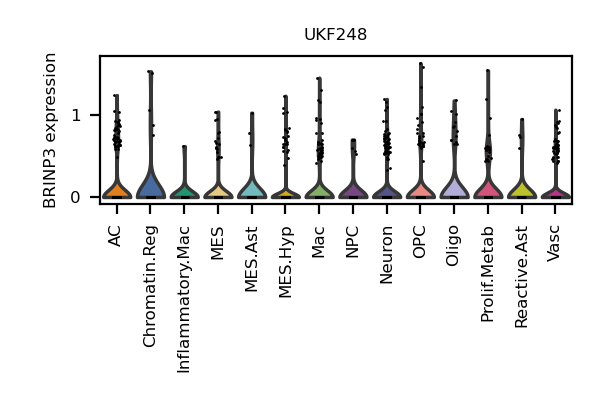 UKF248
BRINP3 expression
1
0
AC
Chromatin.Reg
Inflammatory.Mac
MES
MES.Ast
MES.Hyp
Mac
NPC
Neuron
OPC
Oligo
Prolif.Metab
Reactive.Ast
Vasc